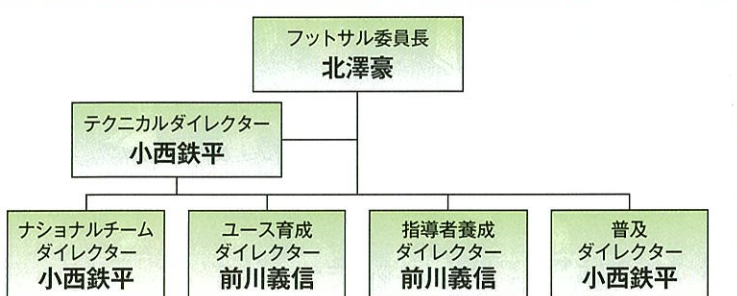 フットサル委員長
北澤豪
テクニカルダイレクター
小西鉄平
ナショナルチーム
ダイレクター
小西鉄平
ユース育成
ダイレクター
前川義信
指導者養成
ダイレクター
前川義信
普及
ダイレクター
小西鉄平